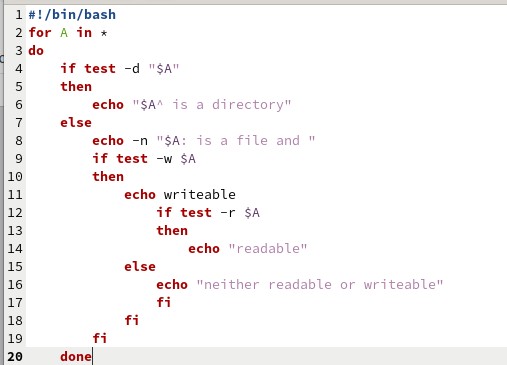 1 #!/bin/bash
2 for A in *
3 do
4     if test -d "$A"
5     then
6         echo "$A^ is a directory"
7     else
8         echo -n "$A: is a file and "
9         if test -w $A
10         then
11             echo writeable
12                 if test -r $A
13                 then
14                     echo "readable"
15             else
16                 echo "neither readable or writeable"
17                 fi
18             fi
19         fi
20     done